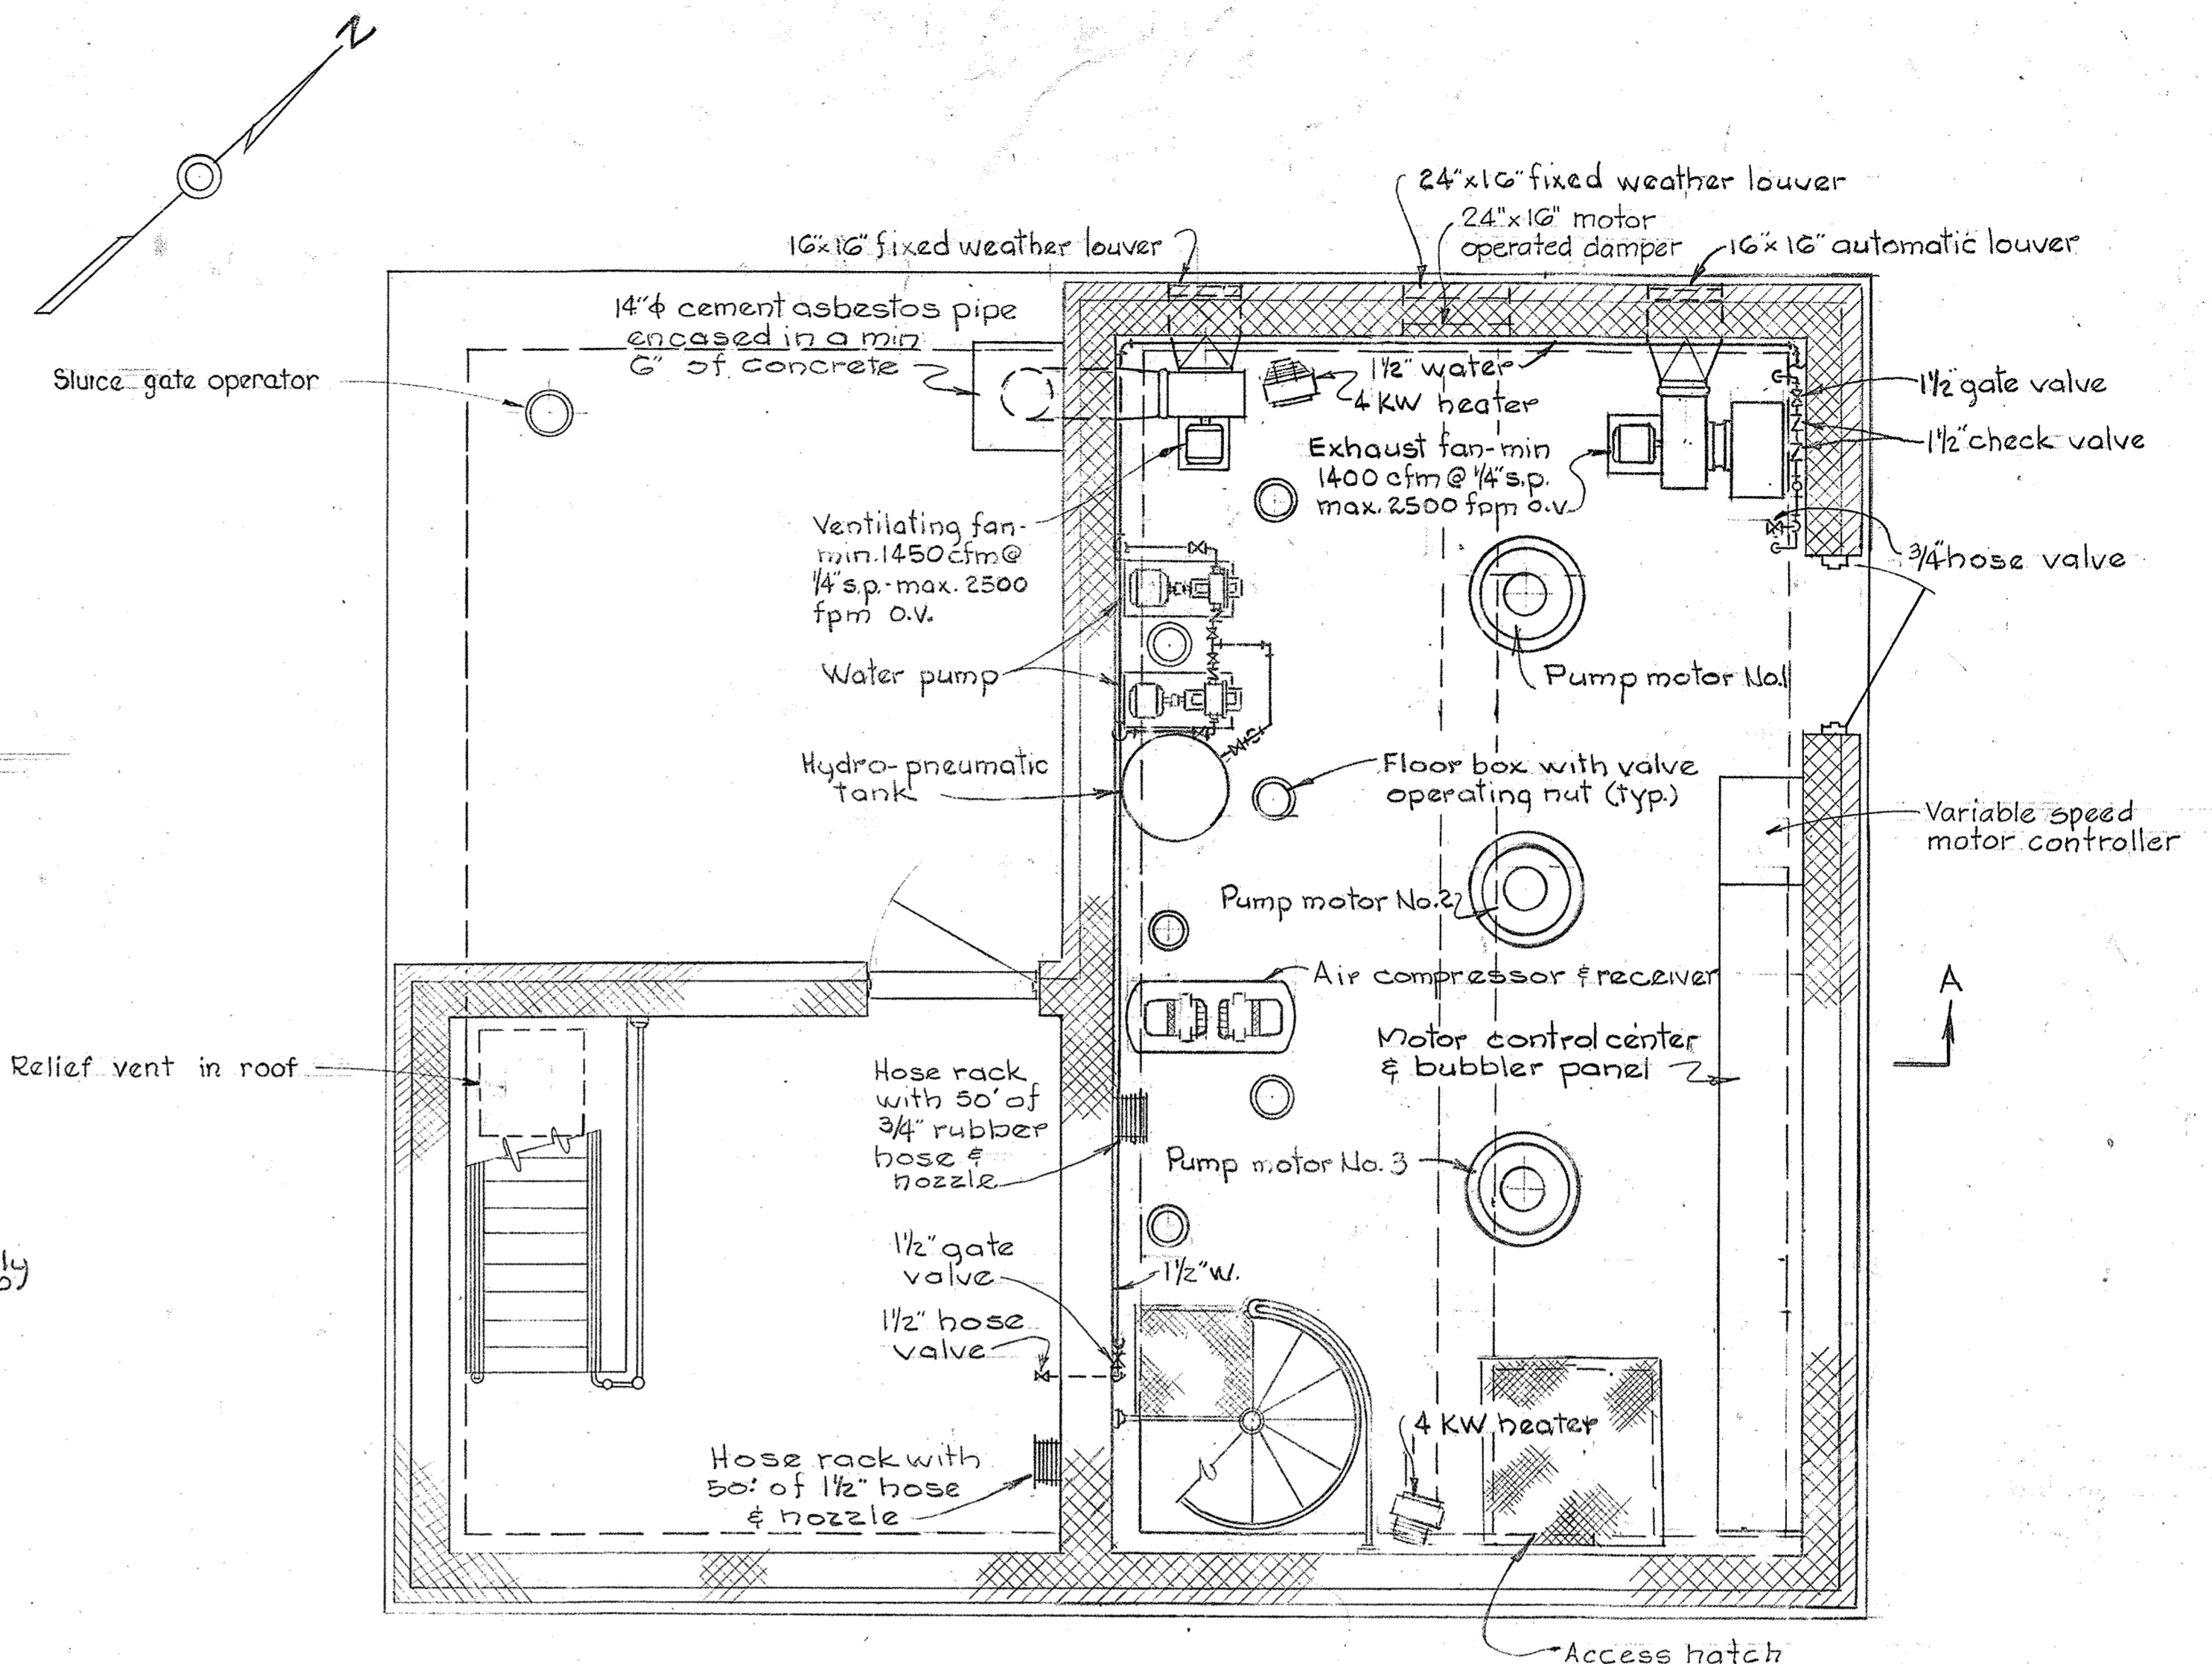 N
24"x16" fixed weather louver
24"x16" motor
operated damper
16"x16" fixed weather louver
16"x16" automatic louver
14"ϕ cement asbestos pipe
encased in a min
6" of concrete
Sluice gate operator
1½" water
4 KW heater
1½" gate valve
1½" check valve
Exhaust fan-min
1400 cfm @ ¼" s.p.
max. 2500 fpm o.v.
Ventilating fan-
min. 1450 cfm @
¼" s.p.- max. 2500
fpm O.V.
3/4" hose valve
Water pump
Pump motor No.1
Hydro-pneumatic
tank
Floor box with valve
operating nut (typ.)
Variable speed
motor controller
Pump motor No.2
Air compressor & receiver
A
Motor control center
& bubbler panel
Relief vent in roof
Hose rack
with 50' of
3/4" rubber
hose &
nozzle
Pump motor No. 3
1½" gate
valve
1½" W.
1½" hose
valve
4 KW heater
Hose rack with
50' of 1½" hose
& nozzle
Access hatch